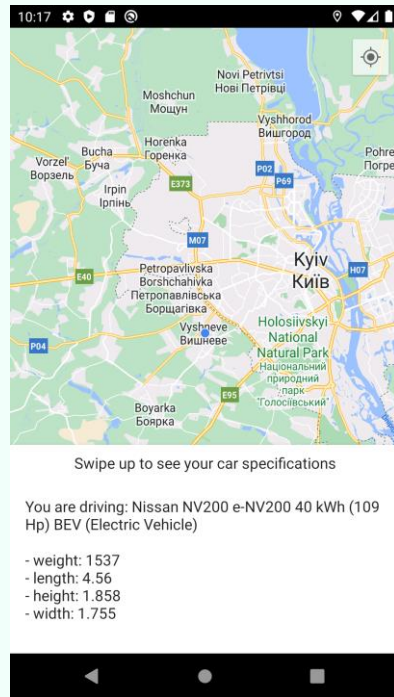 10:17
Novi Petrivtsi
Нові Петрівці
Moshchun
Мощун
Vyshhorod
Вишгород
Horenka
Горенка
Bucha
Буча
Vorzel'
Ворзель
P02
P69
Irpin
Ірпінь
E373
M07
Kyiv
Київ
H07
Petropavlivska
Borshchahivka
Петропавлівська
Борщагівка
E40
Vyshneve
Вишневе
P04
Holosiivskyi
National
Natural Park
Національний
природний
парк
"Голосіївський"
E95
Boyarka
Боярка
Swipe up to see your car specifications
You are driving: Nissan NV200 e-NV200 40 kWh (109
Hp) BEV (Electric Vehicle)
- weight: 1537
- length: 4.56
- height: 1.858
- width: 1.755